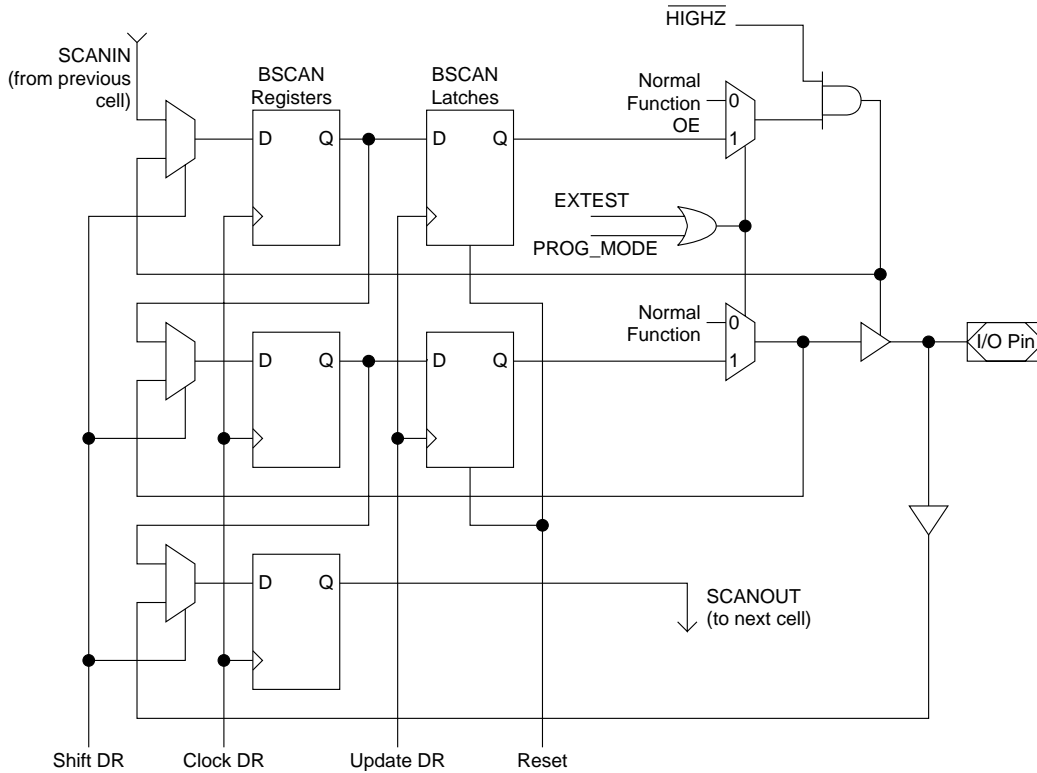 HIGHZ
SCANIN
(from previous
cell)
BSCAN
Registers
BSCAN
Latches
Normal
Function
OE
0
1
D Q
D Q
EXTEST
PROG_MODE
Normal
Function
0
1
I/O Pin
D Q
D Q
D Q
SCANOUT
(to next cell)
Shift DR
Clock DR
Update DR
Reset